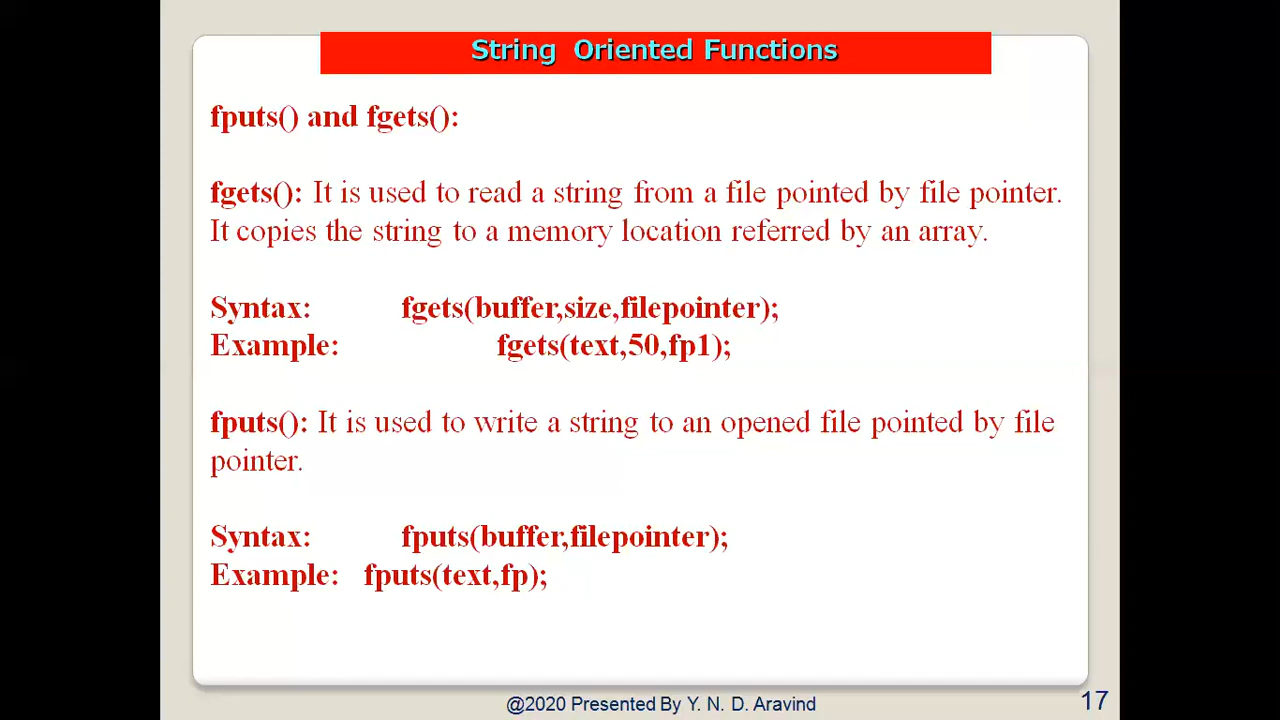 String Oriented Functions
fputs() and fgets():
fgets(): It is used to read a string from a file pointed by file pointer.
It copies the string to a memory location referred by an array.
Syntax: fgets(buffer,size,filepointer);
Example: fgets(text,50,fp1);
fputs(): It is used to write a string to an opened file pointed by file
pointer.
Syntax: fputs(buffer,filepointer);
Example: fputs(text,fp);
@2020 Presented By Y. N. D. Aravind
17